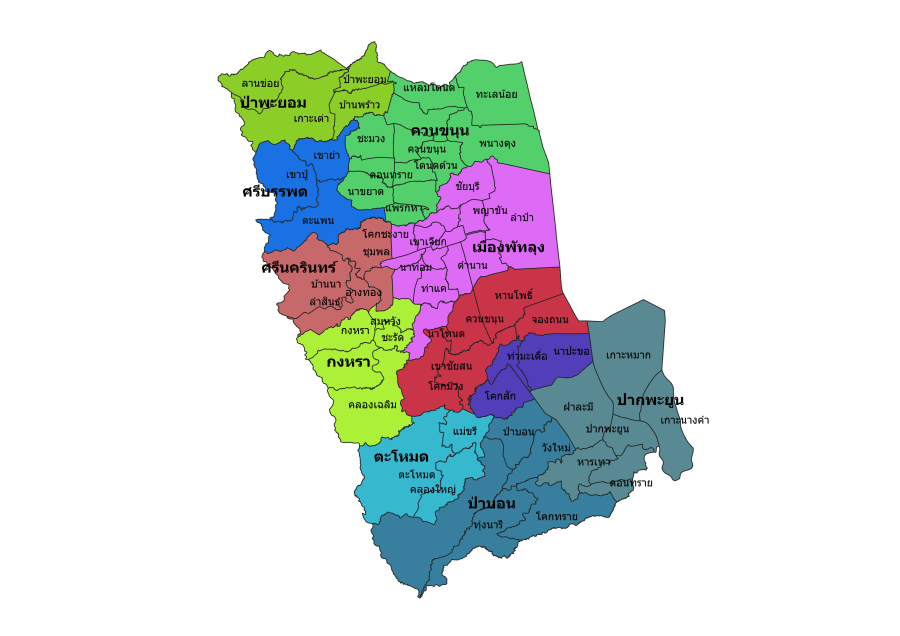 ป่าพะยอม
ลานข่อย
แหลมโตนด
ทะเลน้อย
ป่าพะยอม
บ้านพร้าว
เกาะเต่า
ควนขนุน
ชะมวง
พนางตุง
ควนขนุน
เขาย่า
โตนดด้วน
เขาปู่
คอนทราย
ชัยบุรี
ศรีบรรพต
นาขยาด
แพรกหา
พญาขัน
ลำปำ
ตะแพน
โคกชะงาย
เขาเจียก
เมืองพัทลุง
ชุมพล
ศรีนครินทร์
นาท่อม
ตำนาน
บ้านนา
อ่างทอง
ท่าแค
หานโพธิ์
ลำสินธุ์
สมหวัง
ควนขนุน
จองถนน
กงหรา
ชะรัด
นาโหนด
ท่ามะเดื่อ
นาปะขอ
เกาะหมาก
กงหรา
เขาชัยสน
โคกม่วง
โคกสัก
ปากพะยูน
คลองเฉลิม
ฝาละมี
เกาะนางคำ
แม่ขรี
ป่าบอน
ปากพะยูน
วังใหม่
ตะโหมด
หารเทา
ตะโหมด
คลองใหญ่
ดอนทราย
ป่าบอน
โคกทราย
ทุ่งนารี